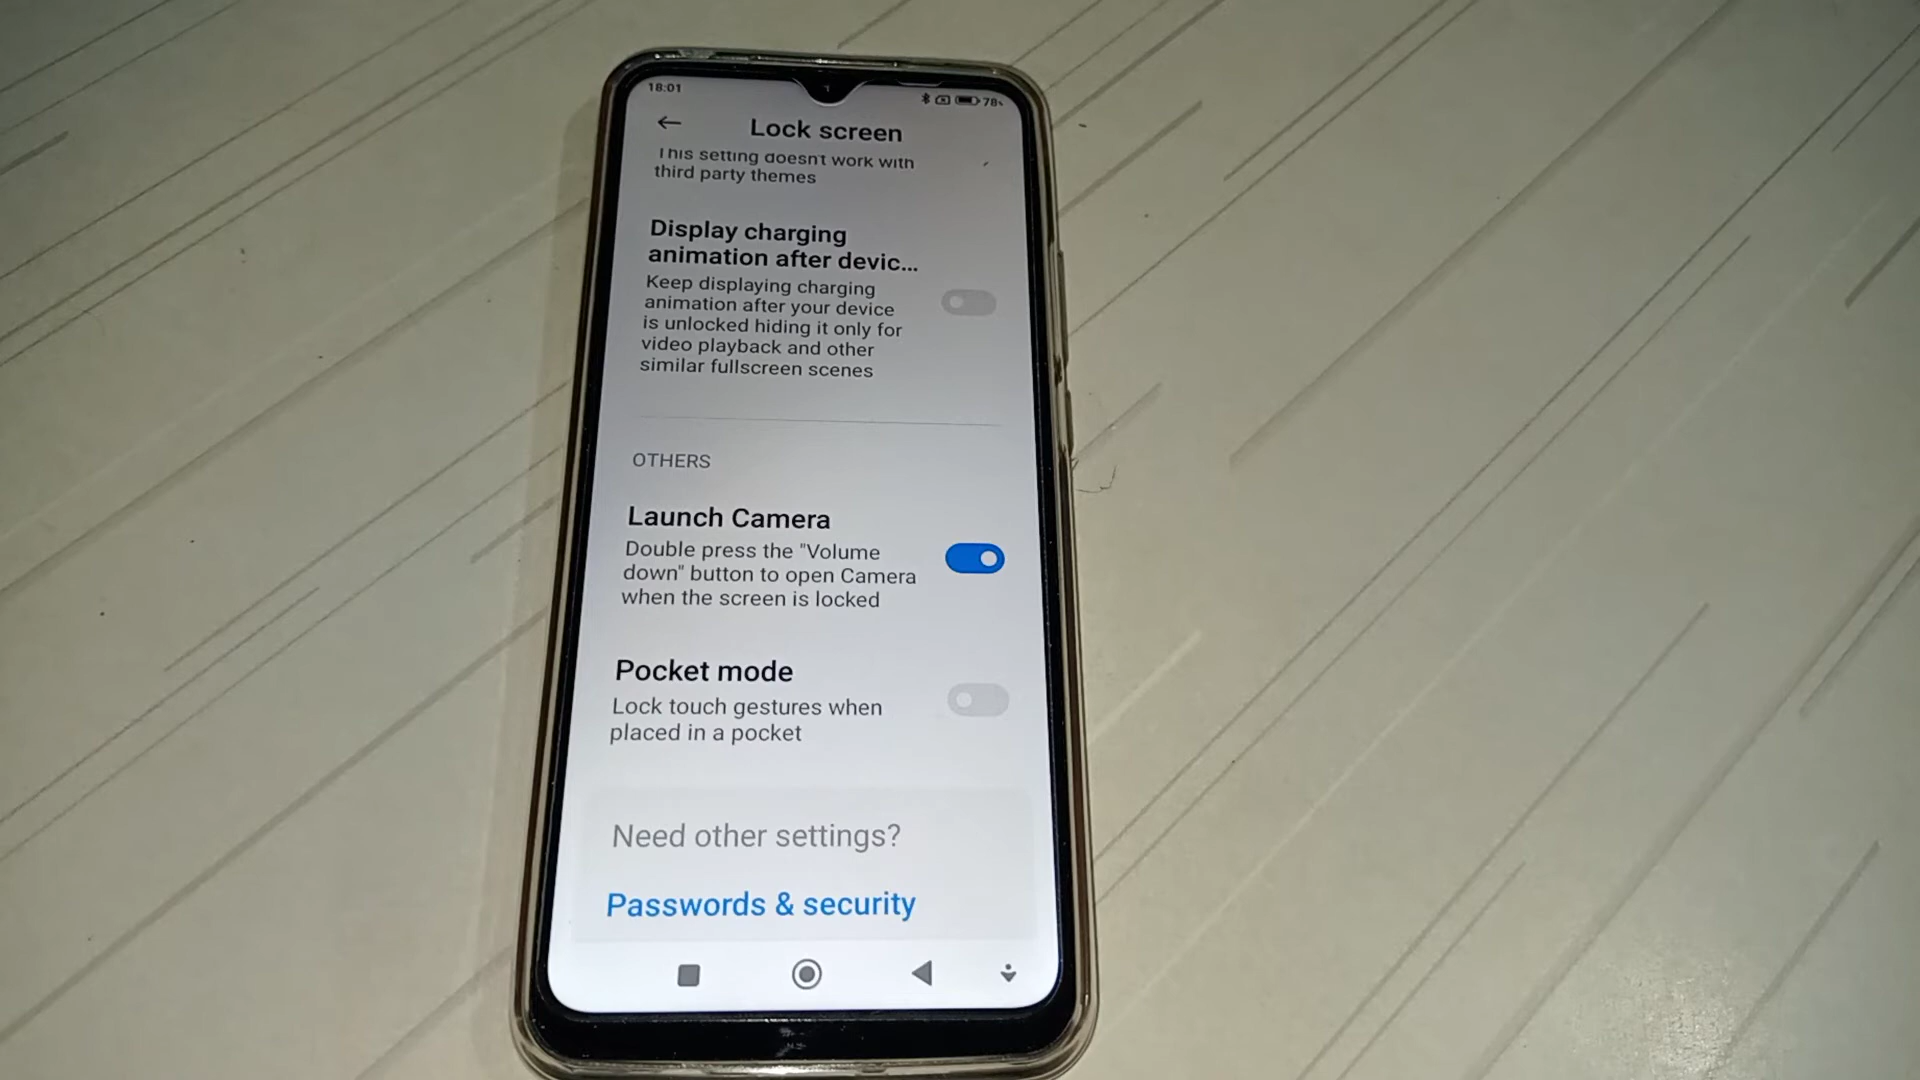 18:01
78
Lock screen
This setting doesn't work with
third party themes
Display charging
animation after devic...
Keep displaying charging
animation after your device
is unlocked hiding it only for
video playback and other
similar fullscreen scenes
OTHERS
Launch Camera
Double press the "Volume
down" button to open Camera
when the screen is locked
Pocket mode
Lock touch gestures when
placed in a pocket
Need other settings?
Passwords & security